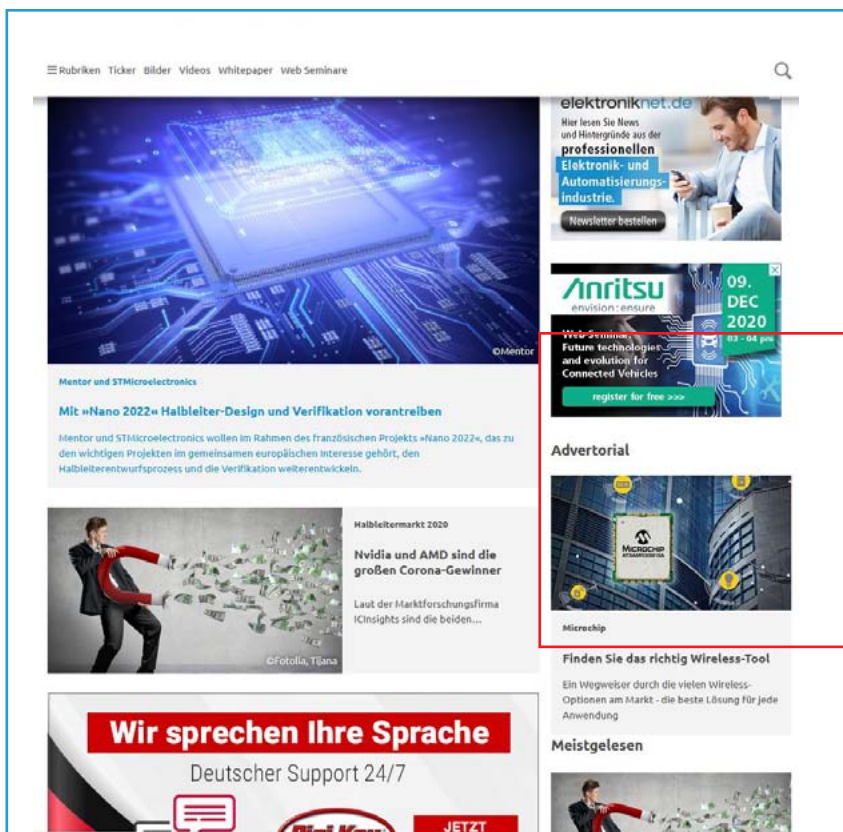 ☰ Rubriken Ticker Bilder Videos Whitepaper Web Seminare
©Mentor
Mentor und STMicroelectronics
Mit »Nano 2022« Halbleiter-Design und Verifikation vorantreiben
Mentor und STMicroelectronics wollen im Rahmen des französischen Projekts »Nano 2022«, das zu
den wichtigen Projekten im gemeinsamen europäischen Interesse gehört, den
Halbleiterentwurfsprozess und die Verifikation weiterentwickeln.
©Fotolia, Tijana
Halbleitermarkt 2020
Nvidia und AMD sind die
großen Corona-Gewinner
Laut der Marktforschungsfirma
ICInsights sind die beiden...
Wir sprechen Ihre Sprache
Deutscher Support 24/7
Digi-Key
JETZT
elektroniknet.de
Hier lesen Sie News
und Hintergründe aus der
professionellen
Elektronik- und
Automatisierungs-
industrie.
Newsletter bestellen
Anritsu
envision : ensure
09.
DEC
2020
03 - 04 pm
Web-Seminar:
Future technologies
and evolution for
Connected Vehicles
register for free >>>
Advertorial
MICROCHIP
Microchip
Finden Sie das richtig Wireless-Tool
Ein Wegweiser durch die vielen Wireless-
Optionen am Markt - die beste Lösung für jede
Anwendung
Meistgelesen